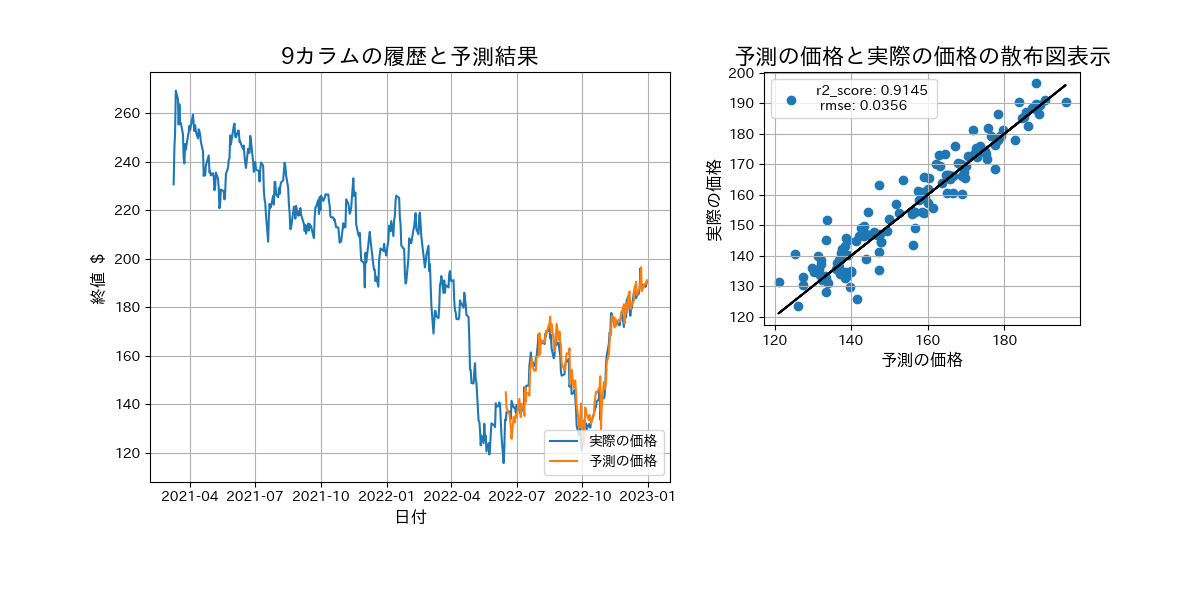 9カラムの履歴と予測結果
終値 $
260
240
220
200
180
160
140
120
2021-04 2021-07 2021-10 2022-01 2022-04 2022-07 2022-10 2023-01
日付
実際の価格
予測の価格
予測の価格と実際の価格の散布図表示
実際の価格
200
190
180
170
160
150
140
130
120
120 140 160 180
予測の価格
r2_score: 0.9145
rmse: 0.0356